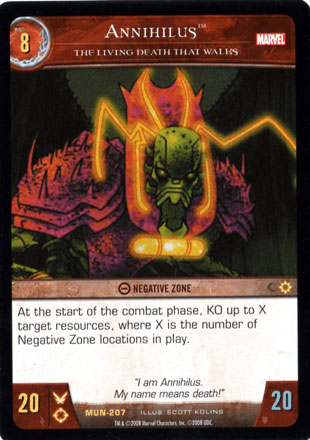 8
ANNIHILUS™
THE LIVING DEATH THAT WALKS
MARVEL
NEGATIVE ZONE
At the start of the combat phase, KO up to X
target resources, where X is the number of
Negative Zone locations in play.
"I am Annihilus.
My name means death!"
20
MUN-207 ILLUS: SCOTT KOLINS
20
TM & ©2008 Marvel Characters, Inc. ©2008 UDC.